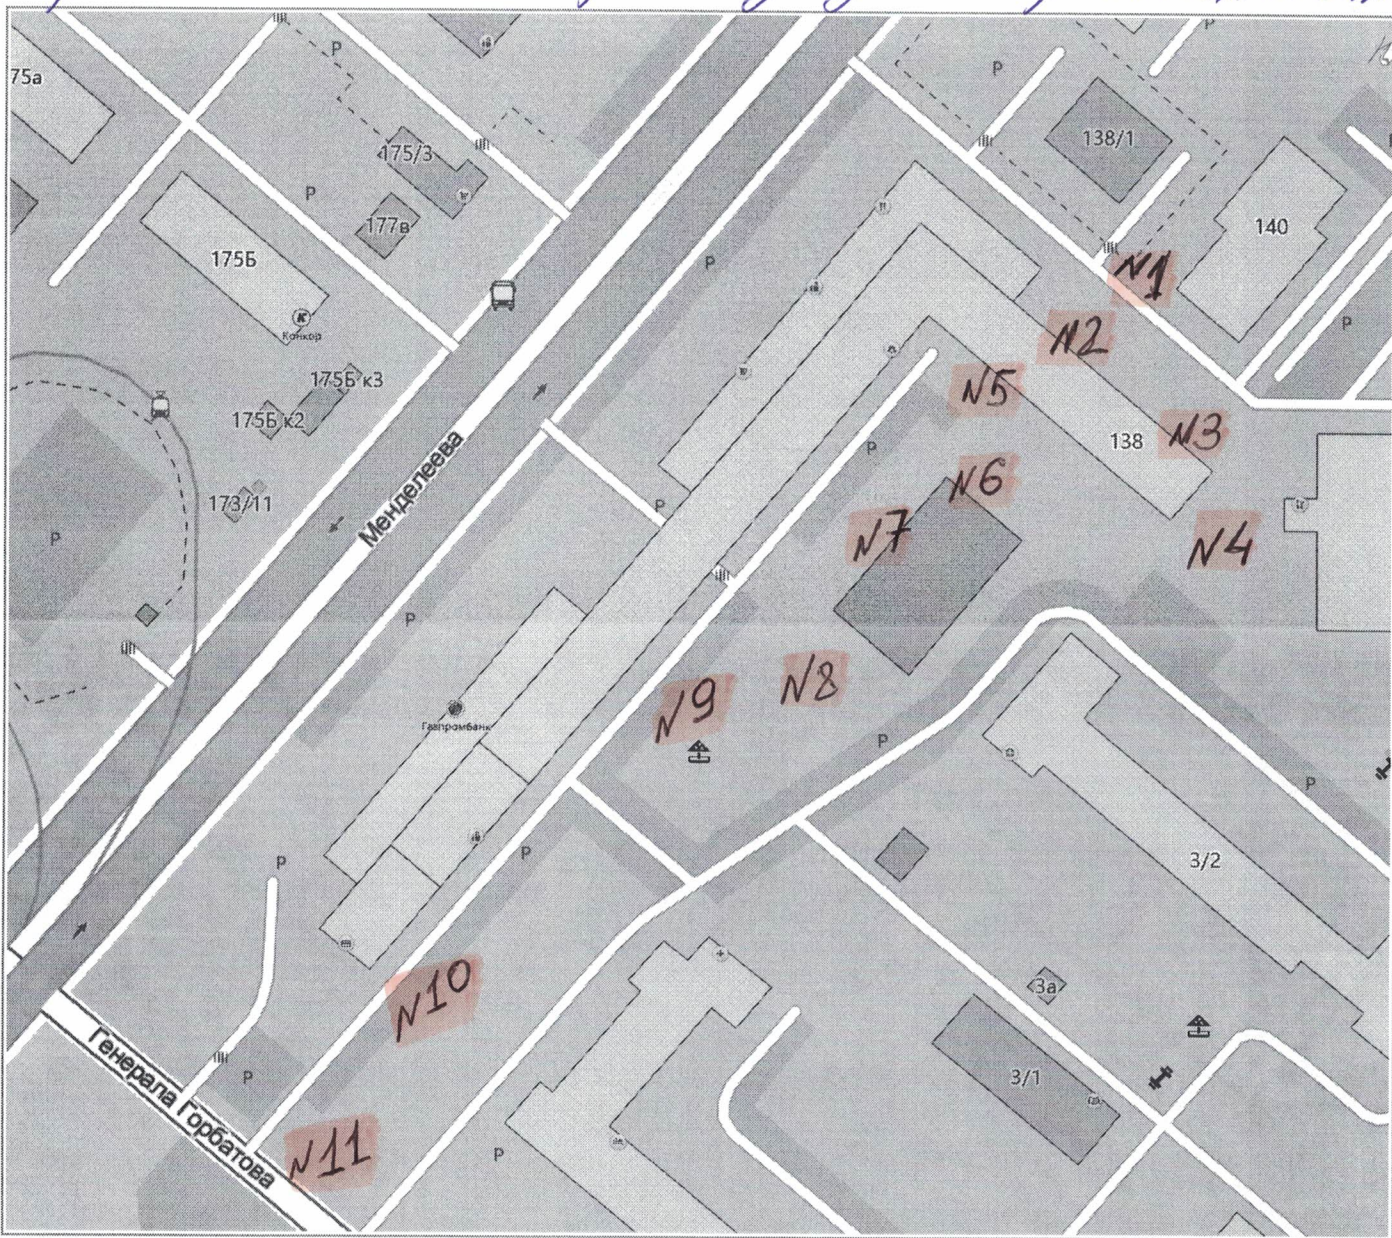 75а
P
175/3
P
177в
175Б
Конкор
175Б к3
175Б к2
173/11
P
Менделеева
P
P
138/1
140
N1
P
N2
N5
P
138
N3
N6
P
N7
N4
P
Газпромбанк
N9
N8
P
P
3/2
P
P
N10
3а
3/1
P
Генерала Горбатова
N11
P